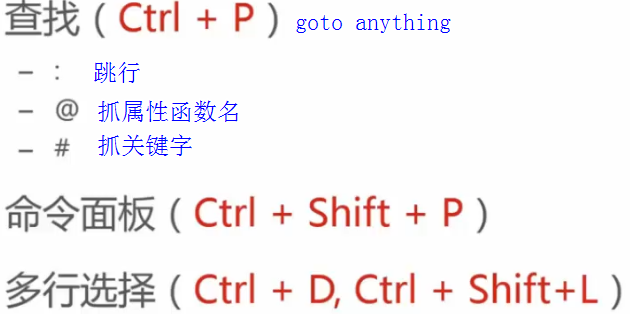 查找（Ctrl + P）goto anything
– : 跳行
– @ 抓属性函数名
– # 抓关键字
命令面板（Ctrl + Shift + P）
多行选择（Ctrl + D, Ctrl + Shift+L）